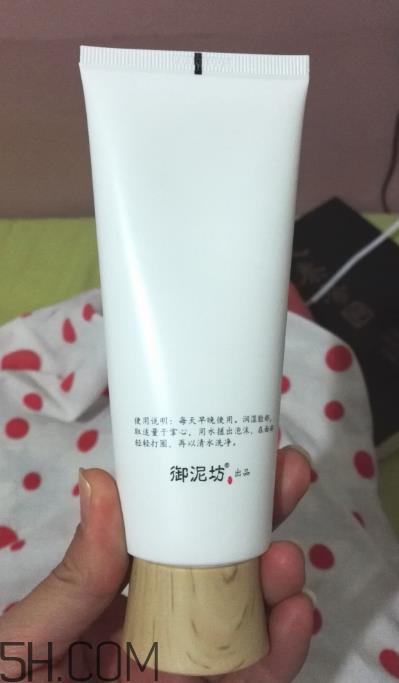 使用说明：每天早晚使用。润湿脸部，
取适量于掌心，用水搓出泡沫，在面部
轻轻打圈，再以清水洗净。
御泥坊® 出品
5H.COM